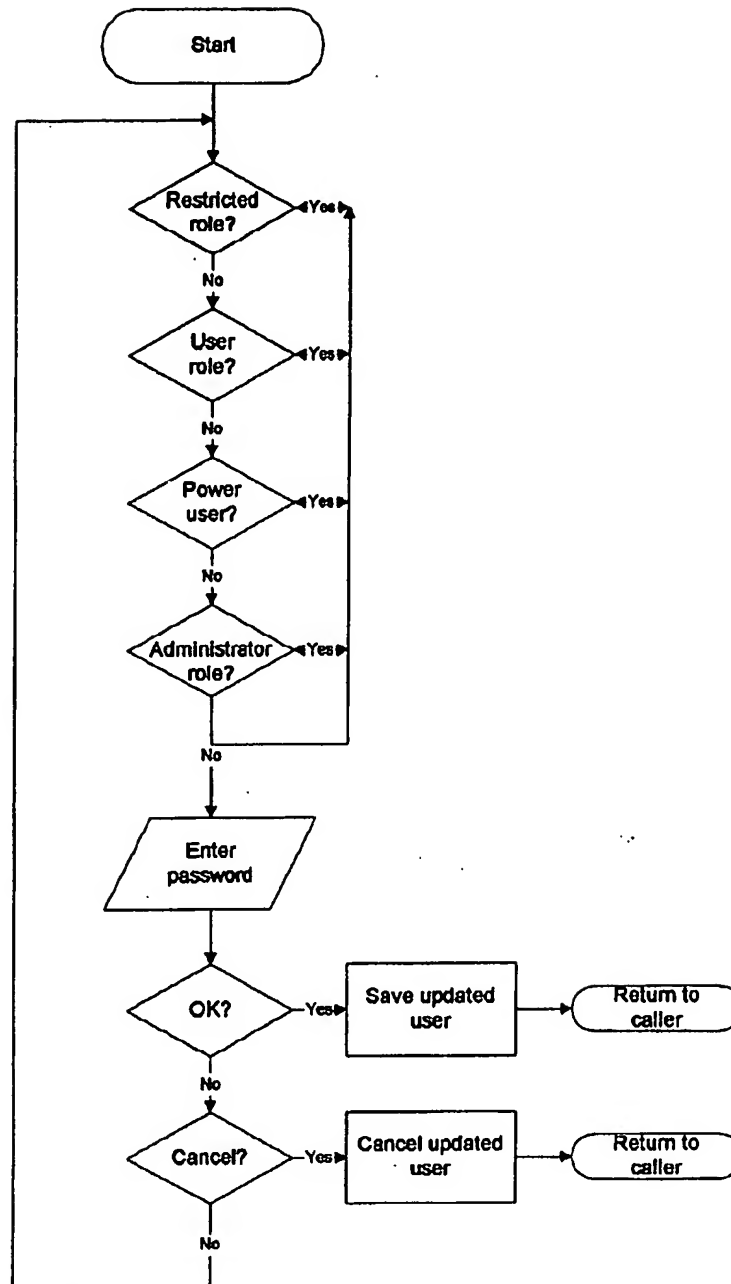 Start
Restricted
role?
Yes
No
User
role?
Yes
No
Power
user?
Yes
No
Administrator
role?
Yes
No
Enter
password
OK?
Yes
Save updated
user
Return to
caller
No
Cancel?
Yes
Cancel updated
user
Return to
caller
No